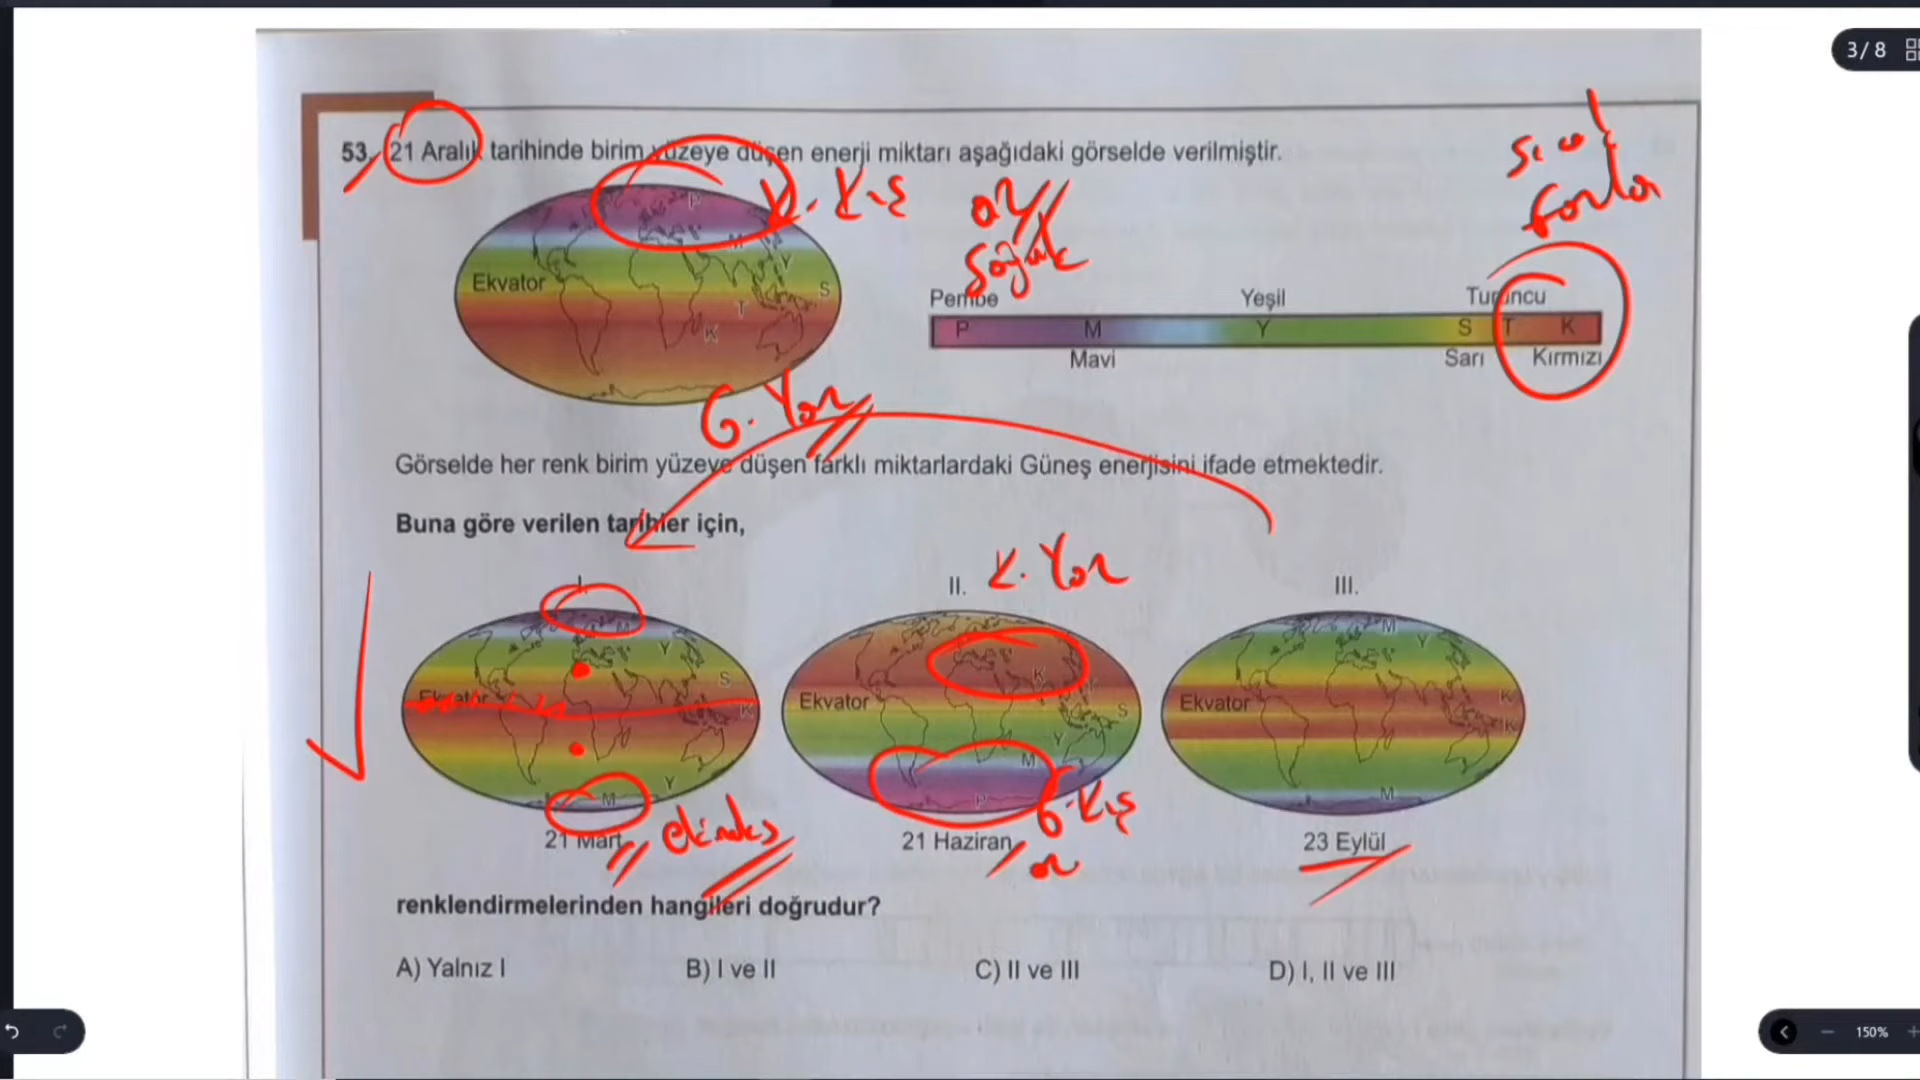 3/8
53. 21 Aralık tarihinde birim yüzeye düşen enerji miktarı aşağıdaki görselde verilmiştir.
P
M
Y
Ekvator
S
T
K
K. Kış
az
soğuk
sıcak
fazla
Pembe
Yeşil
Turuncu
P M Y S T K
Mavi
Sarı
Kırmızı
G. Yaz
Görselde her renk birim yüzeye düşen farklı miktarlardaki Güneş enerjisini ifade etmektedir.
Buna göre verilen tarihler için,
I.
II.
K. Yaz
III.
M
Y
S
Ekvator
K
Y
M
21 Mart
ekinoks
K
Ekvator
S
Y
M
P
G. Kış
21 Haziran
az
M
Y
Ekvator
K
K
M
23 Eylül
renklendirmelerinden hangileri doğrudur?
A) Yalnız I
B) I ve II
C) II ve III
D) I, II ve III
150%